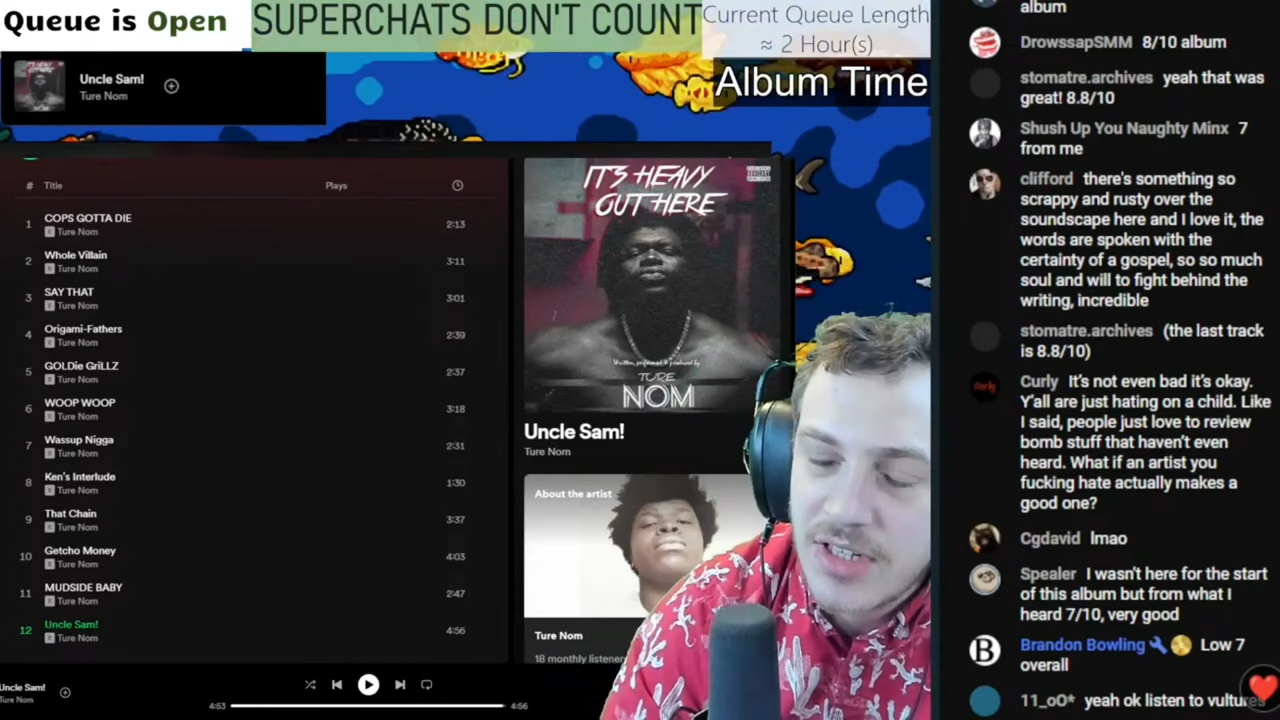 Queue is Open
SUPERCHATS DON'T COUNT
Current Queue Length
≈ 2 Hour(s)
Album Time
Uncle Sam!
Ture Nom
# Title Plays
1 COPS GOTTA DIE 2:13
E Ture Nom
2 Whole Villain 3:11
E Ture Nom
3 SAY THAT 3:01
E Ture Nom
4 Origami-Fathers 2:39
E Ture Nom
5 GOLDie GriLLZ 2:37
E Ture Nom
6 WOOP WOOP 3:18
E Ture Nom
7 Wassup Nigga 2:31
E Ture Nom
8 Ken's Interlude 1:30
E Ture Nom
9 That Chain 3:37
E Ture Nom
10 Getcho Money 4:03
E Ture Nom
11 MUDSIDE BABY 2:47
E Ture Nom
12 Uncle Sam! 4:56
E Ture Nom
IT'S HEAVY
OUT HERE
Written, performed & produced by
TURE
NOM
Uncle Sam!
Ture Nom
About the artist
Ture Nom
18 monthly listeners
Uncle Sam!
Ture Nom
4:53 4:56
album
DrowssapSMM 8/10 album
stomatre.archives yeah that was
great! 8.8/10
Shush Up You Naughty Minx 7
from me
clifford there's something so
scrappy and rusty over the
soundscape here and I love it, the
words are spoken with the
certainty of a gospel, so so much
soul and will to fight behind the
writing, incredible
stomatre.archives (the last track
is 8.8/10)
Curly It's not even bad it's okay.
Y'all are just hating on a child. Like
I said, people just love to review
bomb stuff that haven't even
heard. What if an artist you
fucking hate actually makes a
good one?
Cgdavid lmao
Spealer I wasn't here for the start
of this album but from what I
heard 7/10, very good
Brandon Bowling Low 7
overall
11_oO* yeah ok listen to vultures